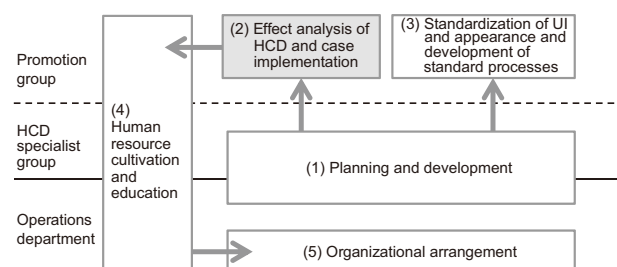 Promotion
group
HCD
specialist
group
Operations
department
(4)
Human
resource
cultivation
and
education
(2) Effect analysis of
HCD and case
implementation
(3) Standardization of UI
and appearance and
development of
standard processes
(1) Planning and development
(5) Organizational arrangement